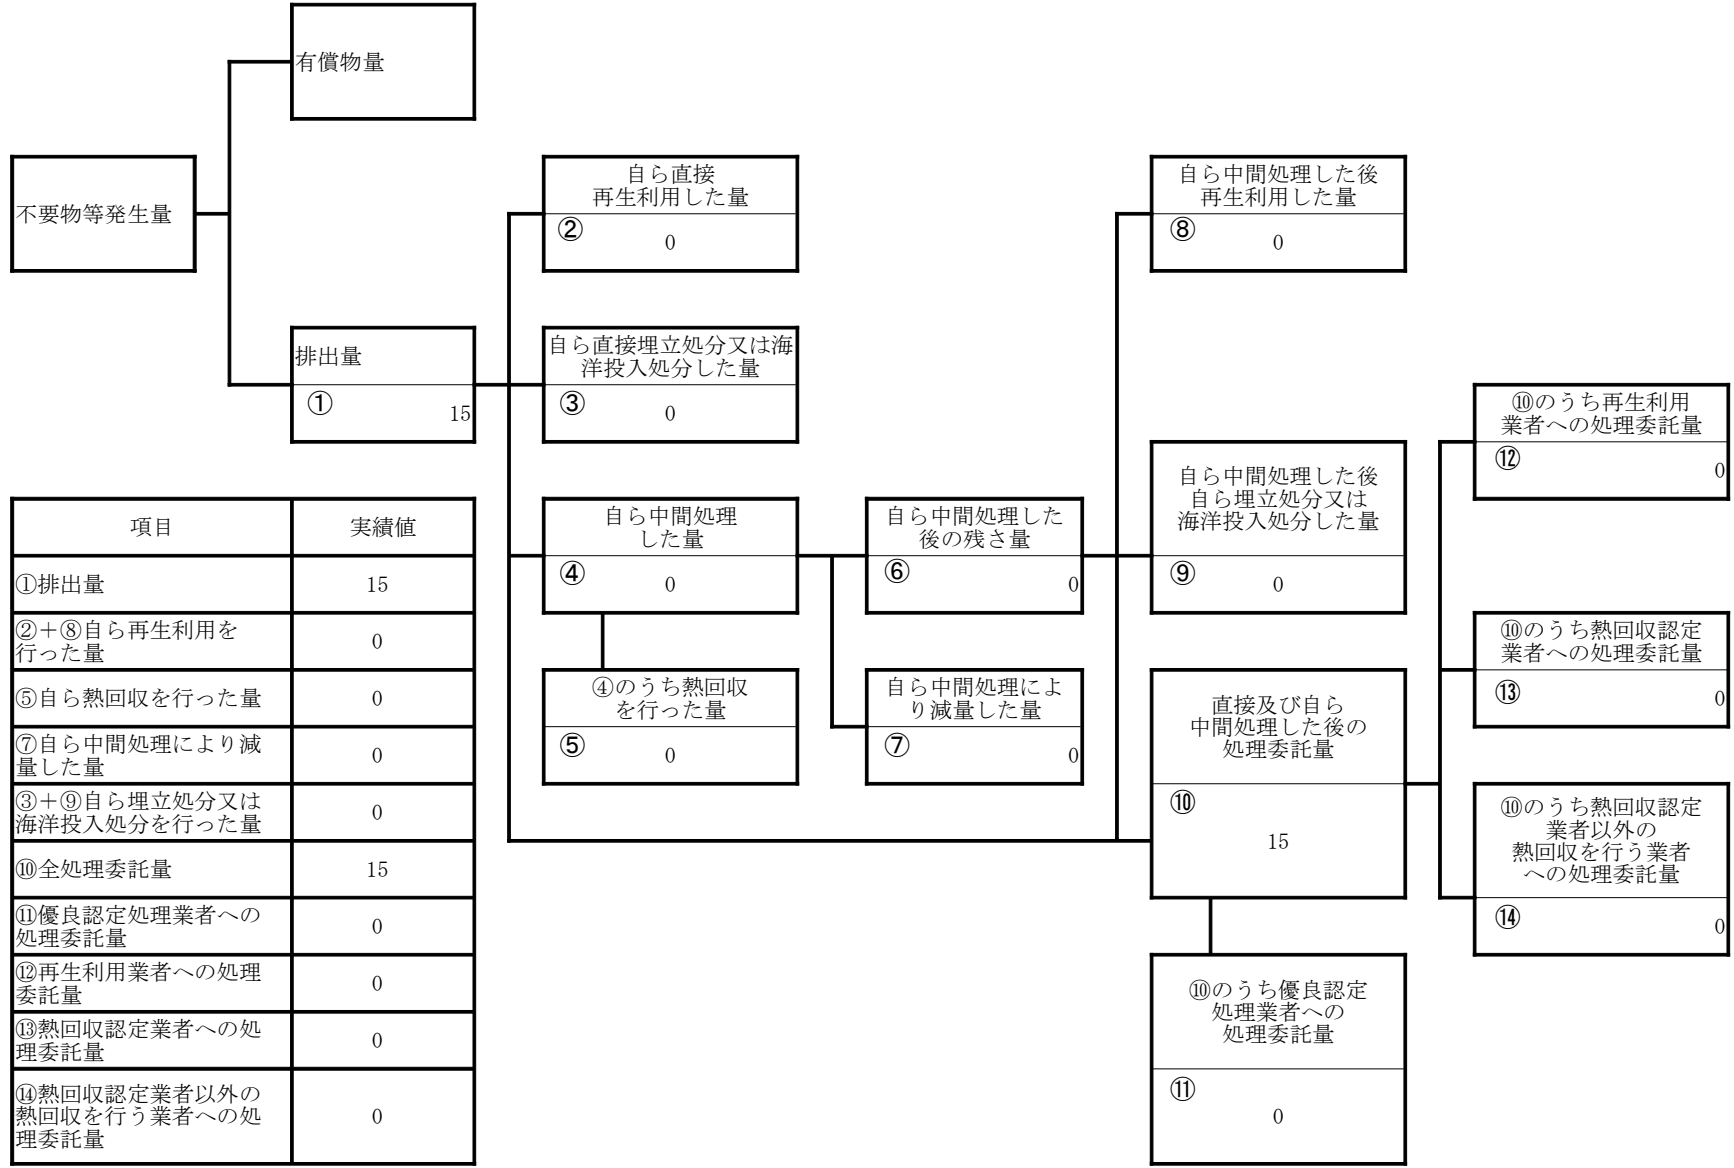 有償物量
不要物等発生量
自ら直接
再生利用した量
②
0
自ら中間処理した後
再生利用した量
⑧
0
排出量
①
15
自ら直接埋立処分又は海
洋投入処分した量
③
0
⑩のうち再生利用
業者への処理委託量
⑫
0
自ら中間処理
した量
④
0
自ら中間処理した
後の残さ量
⑥
0
自ら中間処理した後
自ら埋立処分又は
海洋投入処分した量
⑨
0
⑩のうち熱回収認定
業者への処理委託量
⑬
0
④のうち熱回収
を行った量
⑤
0
自ら中間処理によ
り減量した量
⑦
0
直接及び自ら
中間処理した後の
処理委託量
⑩
15
⑩のうち熱回収認定
業者以外の
熱回収を行う業者
への処理委託量
⑭
0
⑩のうち優良認定
処理業者への
処理委託量
⑪
0
項目 実績値
①排出量 15
②＋⑧自ら再生利用を
行った量 0
⑤自ら熱回収を行った量 0
⑦自ら中間処理により減
量した量 0
③＋⑨自ら埋立処分又は
海洋投入処分を行った量 0
⑩全処理委託量 15
⑪優良認定処理業者への
処理委託量 0
⑫再生利用業者への処理
委託量 0
⑬熱回収認定業者への処
理委託量 0
⑭熱回収認定業者以外の
熱回収を行う業者への処 0
理委託量